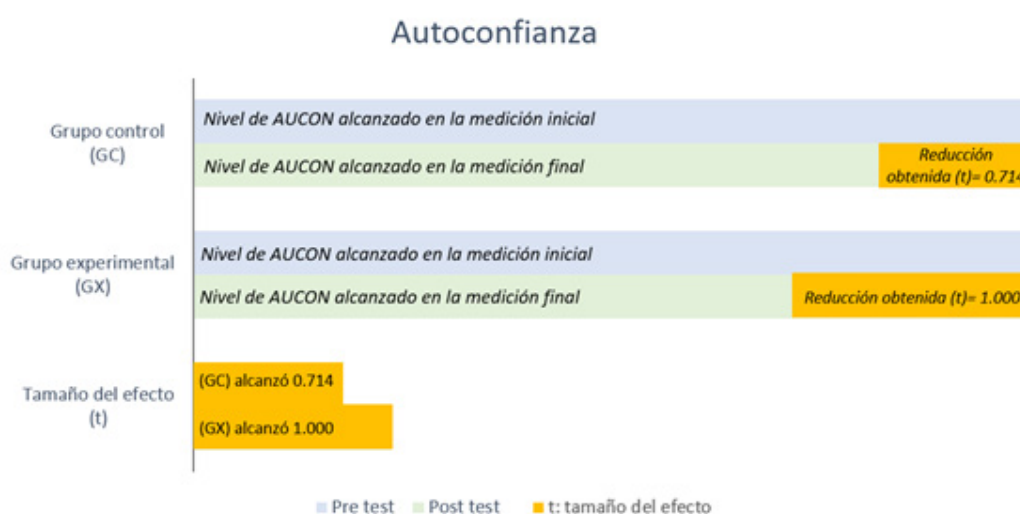 Autoconfianza
Grupo control
(GC)
Nivel de AUCON alcanzado en la medición inicial
Nivel de AUCON alcanzado en la medición final
Reducción
obtenida (t)= 0.714
Grupo experimental
(GX)
Nivel de AUCON alcanzado en la medición inicial
Nivel de AUCON alcanzado en la medición final
Reducción obtenida (t)= 1.000
Tamaño del efecto
(t)
(GC) alcanzó 0.714
(GX) alcanzó 1.000
Pre test Post test t: tamaño del efecto